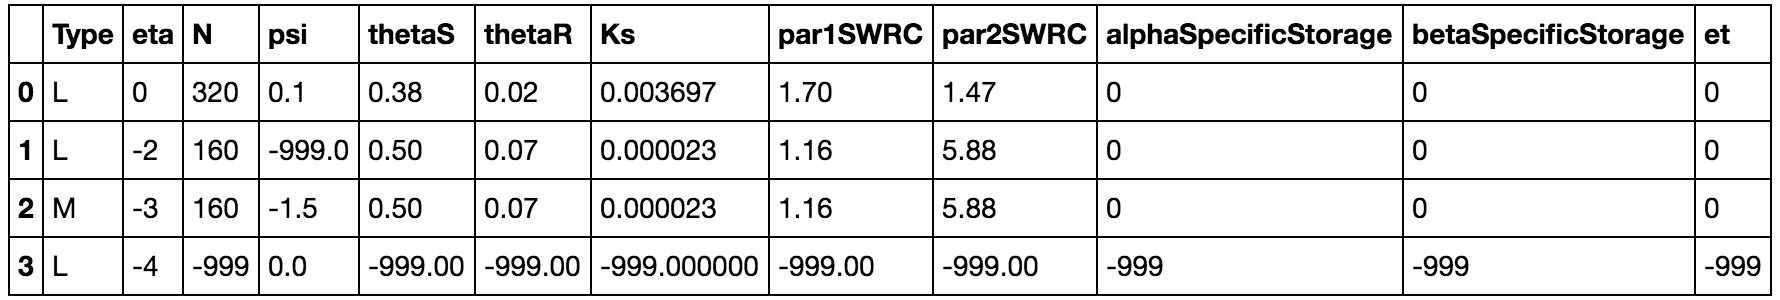 Type eta N psi thetaS thetaR Ks par1SWRC par2SWRC alphaSpecificStorage betaSpecificStorage et
0 L 0 320 0.1 0.38 0.02 0.003697 1.70 1.47 0 0 0
1 L -2 160 -999.0 0.50 0.07 0.000023 1.16 5.88 0 0 0
2 M -3 160 -1.5 0.50 0.07 0.000023 1.16 5.88 0 0 0
3 L -4 -999 0.0 -999.00 -999.00 -999.000000 -999.00 -999.00 -999 -999 -999